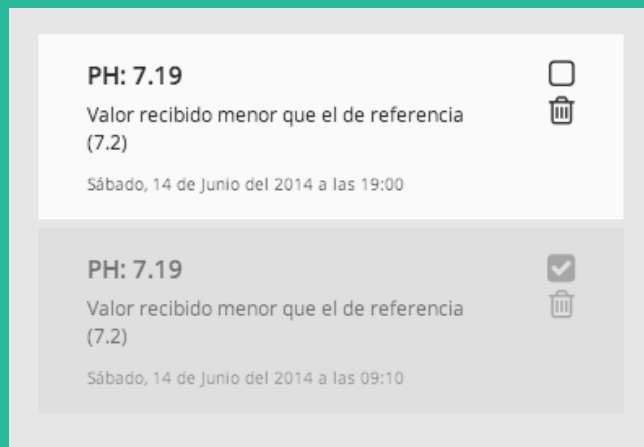 PH: 7.19
Valor recibido menor que el de referencia
(7.2)
Sábado, 14 de Junio del 2014 a las 19:00
PH: 7.19
Valor recibido menor que el de referencia
(7.2)
Sábado, 14 de Junio del 2014 a las 09:10